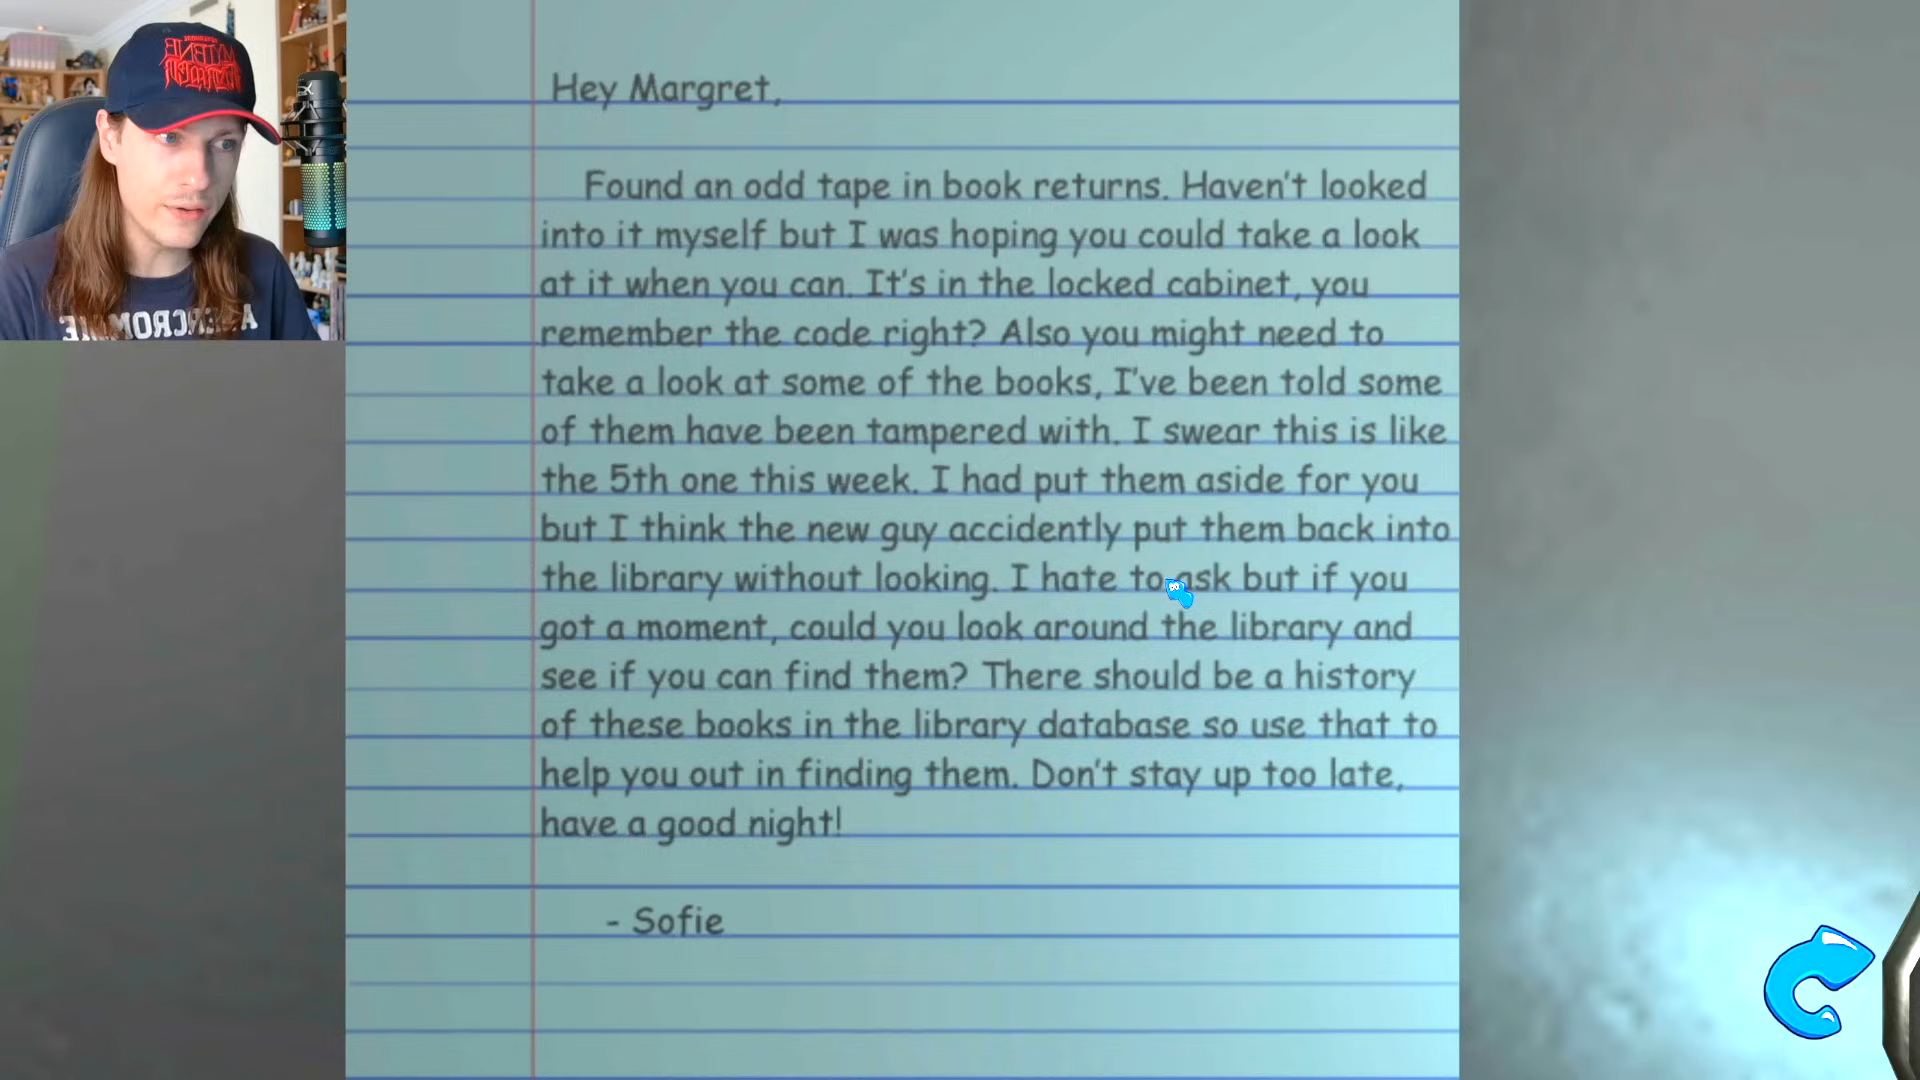 Hey Margret,
Found an odd tape in book returns. Haven't looked
into it myself but I was hoping you could take a look
at it when you can. It's in the locked cabinet, you
remember the code right? Also you might need to
take a look at some of the books, I've been told some
of them have been tampered with. I swear this is like
the 5th one this week. I had put them aside for you
but I think the new guy accidently put them back into
the library without looking. I hate to ask but if you
got a moment, could you look around the library and
see if you can find them? There should be a history
of these books in the library database so use that to
help you out in finding them. Don't stay up too late,
have a good night!
- Sofie